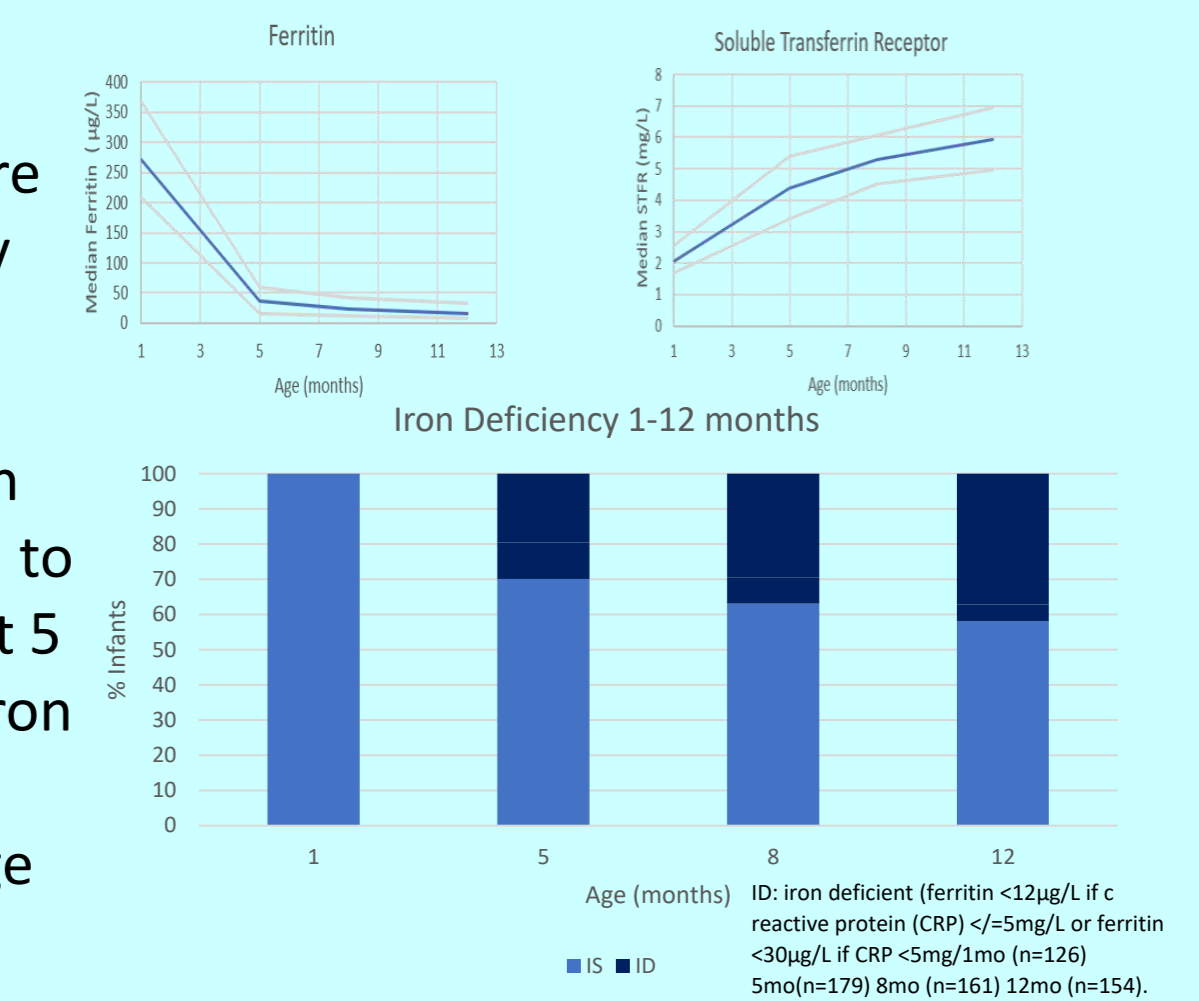 re
y
n
to
t 5
ron
ge
Ferritin
Median Ferritin ( µg/L)
400
350
300
250
200
150
100
50
0
1 3 5 7 9 11 13
Age (months)
Soluble Transferrin Receptor
Median STFR (mg/L)
8
7
6
5
4
3
2
1
0
1 3 5 7 9 11 13
Age (months)
Iron Deficiency 1-12 months
% Infants
100
90
80
70
60
50
40
30
20
10
0
1 5 8 12
Age (months)
IS ID
ID: iron deficient (ferritin <12µg/L if c
reactive protein (CRP) </=5mg/L or ferritin
<30µg/L if CRP <5mg/1mo (n=126)
5mo(n=179) 8mo (n=161) 12mo (n=154).